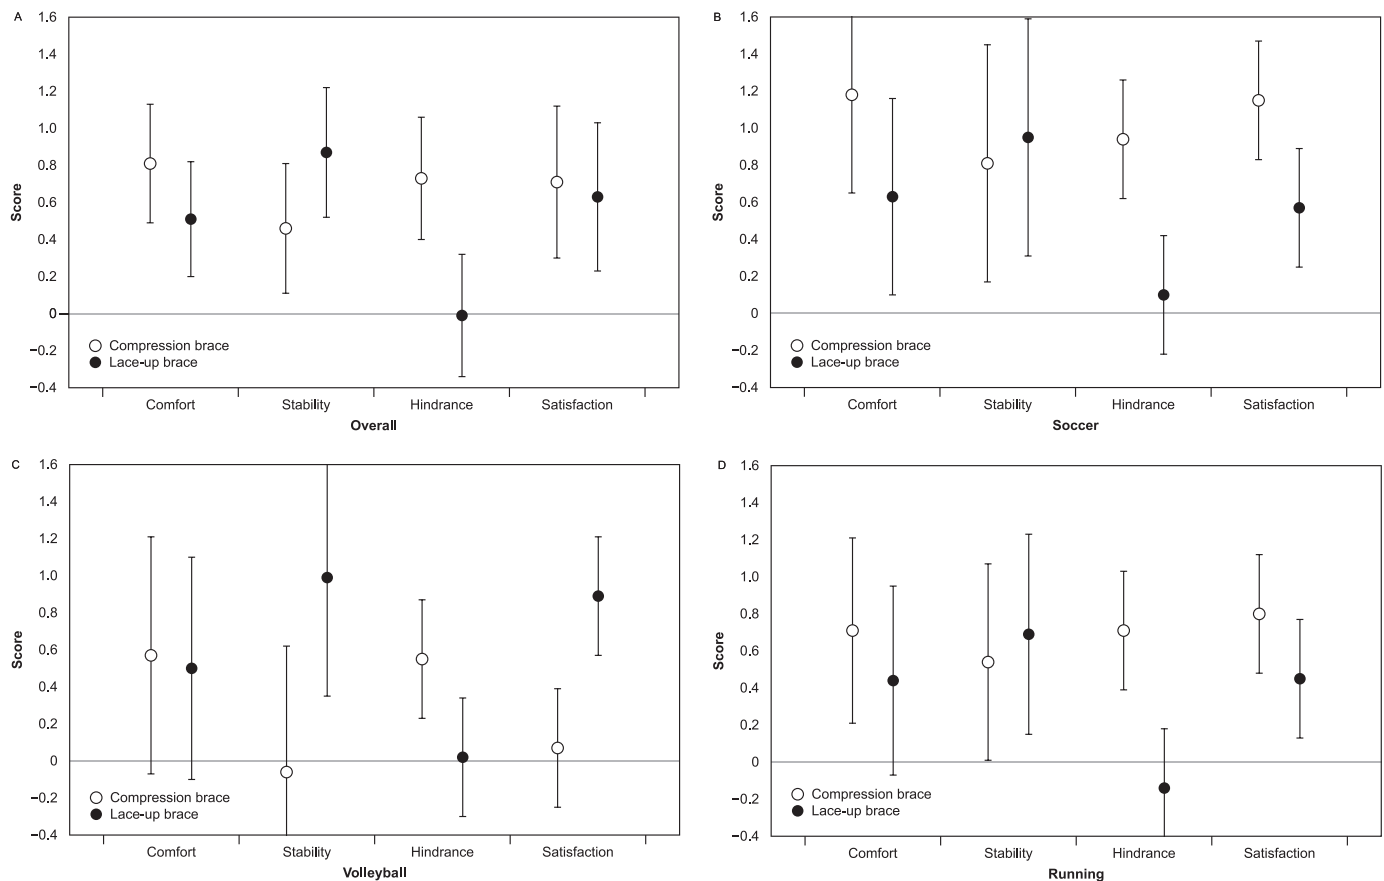 A
1.6
1.4
1.2
1.0
0.8
0.6
0.4
0.2
0
−0.2
−0.4
Score
Compression brace
Lace-up brace
Comfort Stability Hindrance Satisfaction
Overall
B
1.6
1.4
1.2
1.0
0.8
0.6
0.4
0.2
0
−0.2
−0.4
Score
Compression brace
Lace-up brace
Comfort Stability Hindrance Satisfaction
Soccer
C
1.6
1.4
1.2
1.0
0.8
0.6
0.4
0.2
0
−0.2
−0.4
Score
Compression brace
Lace-up brace
Comfort Stability Hindrance Satisfaction
Volleyball
D
1.6
1.4
1.2
1.0
0.8
0.6
0.4
0.2
0
−0.2
−0.4
Score
Compression brace
Lace-up brace
Comfort Stability Hindrance Satisfaction
Running